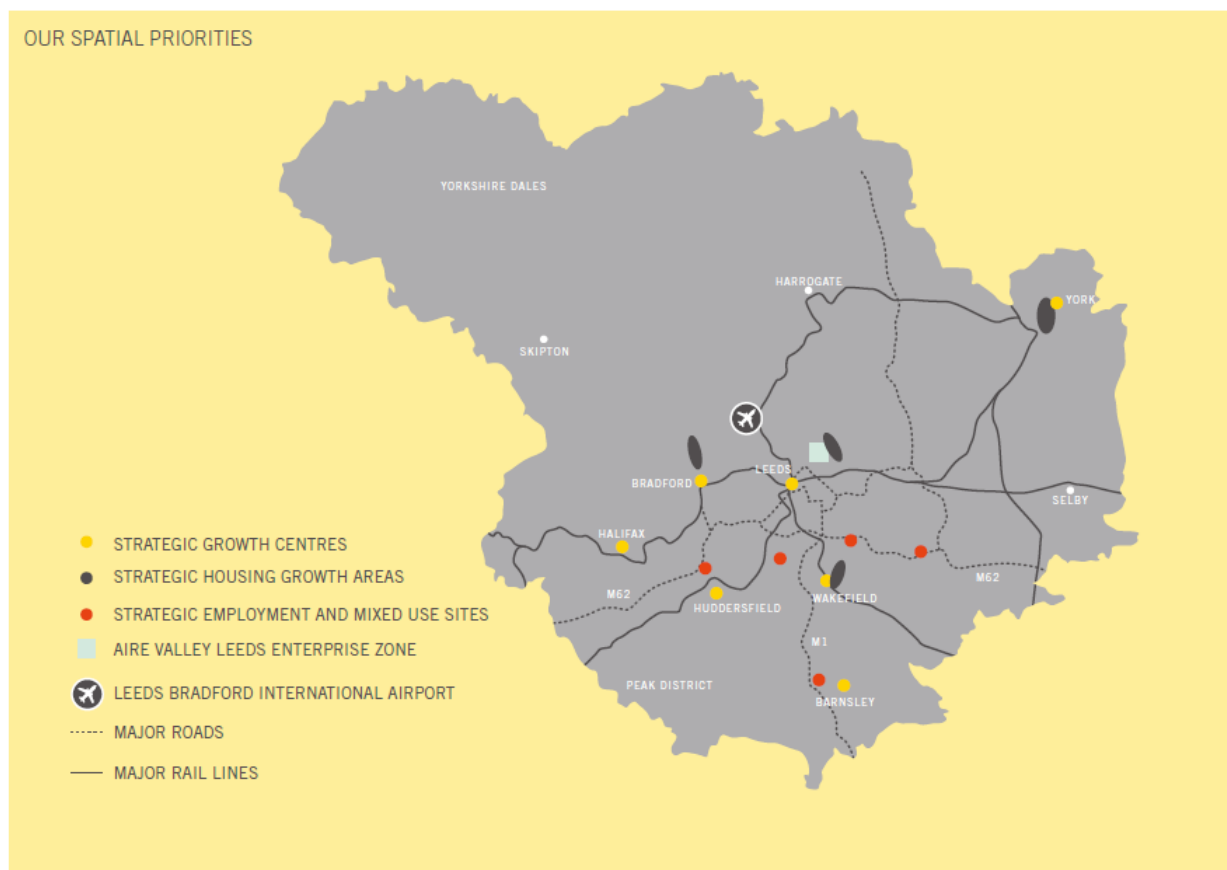 OUR SPATIAL PRIORITIES
YORKSHIRE DALES
HARROGATE
YORK
SKIPTON
LEEDS
BRADFORD
SELBY
HALIFAX
M62
M62
HUDDERSFIELD
WAKEFIELD
M1
PEAK DISTRICT
BARNSLEY
STRATEGIC GROWTH CENTRES
STRATEGIC HOUSING GROWTH AREAS
STRATEGIC EMPLOYMENT AND MIXED USE SITES
AIRE VALLEY LEEDS ENTERPRISE ZONE
LEEDS BRADFORD INTERNATIONAL AIRPORT
MAJOR ROADS
MAJOR RAIL LINES